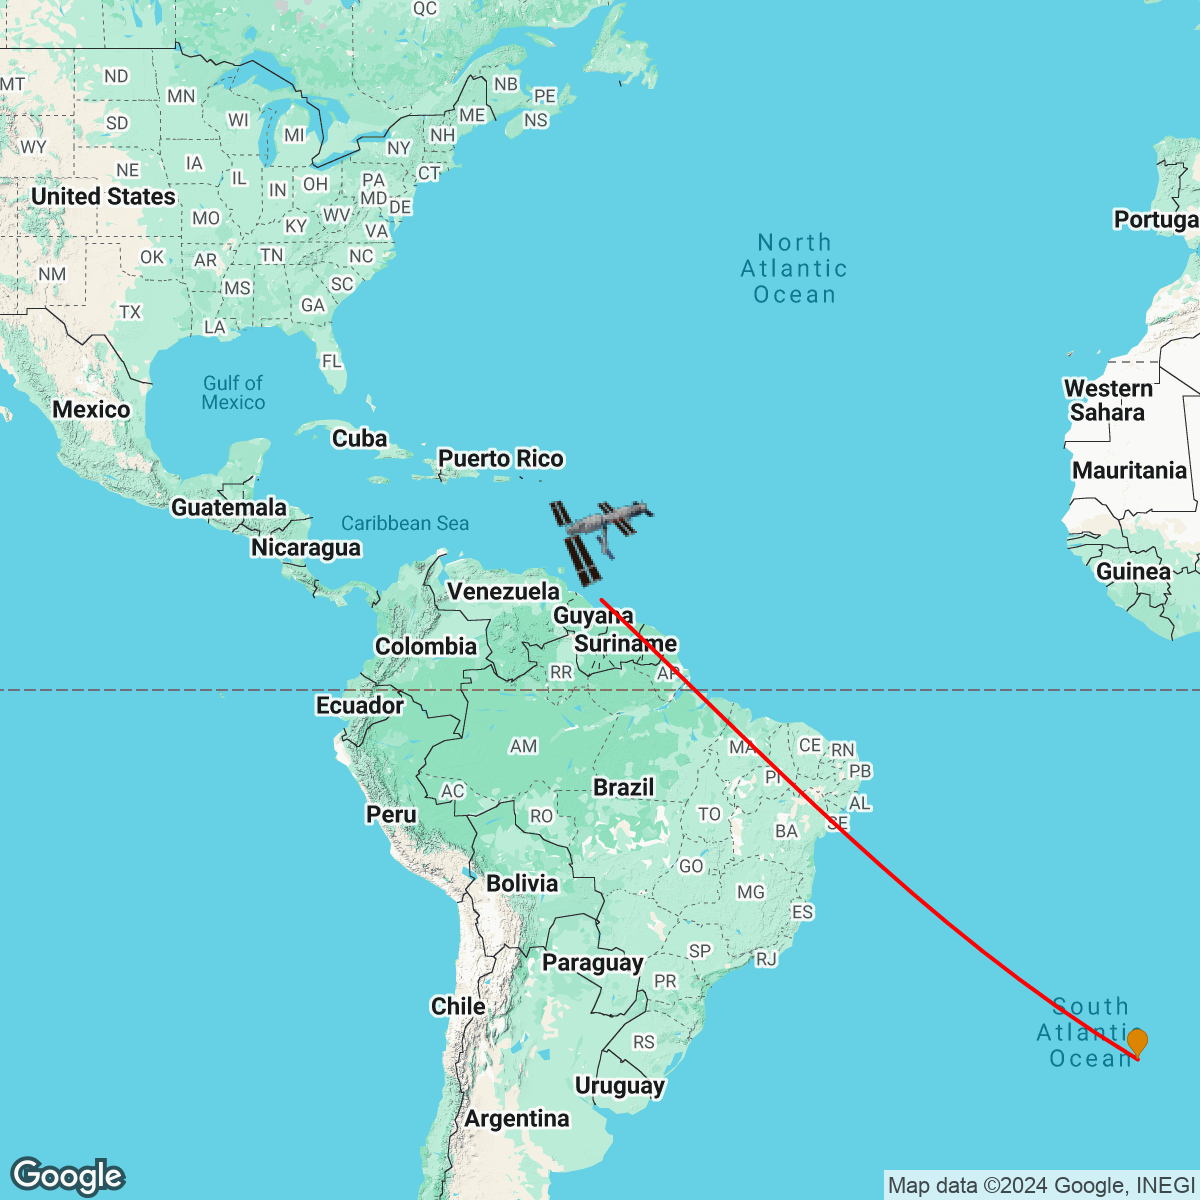 QC
MT
ND
MN
NB
PE
SD
WI
MI
ME
NS
WY
NH
NY
IA
NE
IL
IN
OH
PA
CT
United States
MD
DE
MO
KY
WV
VA
Portuga
NM
OK
AR
TN
NC
North
Atlantic
Ocean
MS
SC
TX
GA
LA
FL
Gulf of
Mexico
Western
Sahara
Mexico
Cuba
Puerto Rico
Mauritania
Guatemala
Caribbean Sea
Nicaragua
Guinea
Venezuela
Guyana
Colombia
Suriname
RR
AP
Ecuador
AM
MA
CE
RN
PI
PB
AC
Brazil
AL
Peru
RO
TO
BA
SE
GO
Bolivia
MG
ES
SP
RJ
Paraguay
PR
Chile
South
Atlantic
Ocean
RS
Uruguay
Argentina
Google
Map data ©2024 Google, INEGI